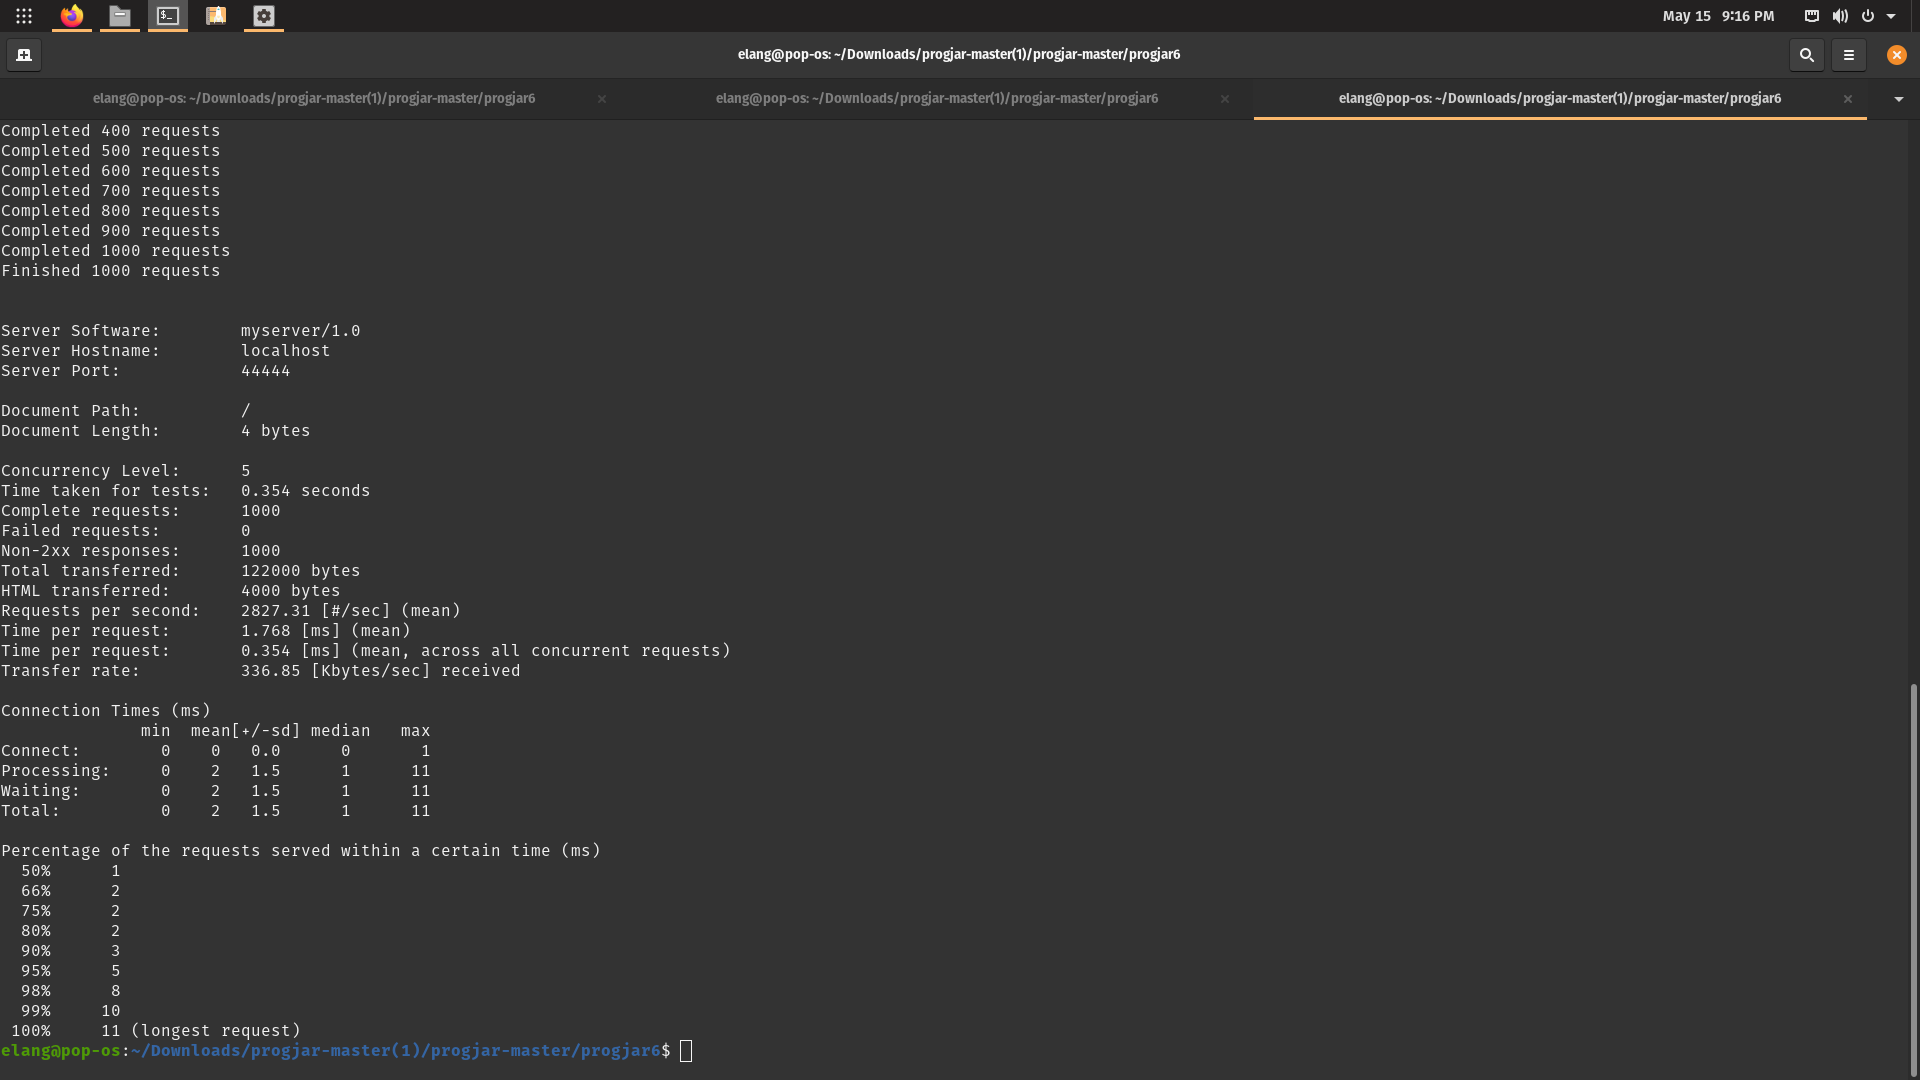 May 15 9:16 PM
elang@pop-os: ~/Downloads/progjar-master(1)/progjar-master/progjar6
elang@pop-os: ~/Downloads/progjar-master(1)/progjar-master/progjar6 elang@pop-os: ~/Downloads/progjar-master(1)/progjar-master/progjar6 elang@pop-os: ~/Downloads/progjar-master(1)/progjar-master/progjar6
Completed 400 requests
Completed 500 requests
Completed 600 requests
Completed 700 requests
Completed 800 requests
Completed 900 requests
Completed 1000 requests
Finished 1000 requests
Server Software:        myserver/1.0
Server Hostname:        localhost
Server Port:            44444
Document Path:          /
Document Length:        4 bytes
Concurrency Level:      5
Time taken for tests:   0.354 seconds
Complete requests:      1000
Failed requests:        0
Non-2xx responses:      1000
Total transferred:      122000 bytes
HTML transferred:       4000 bytes
Requests per second:    2827.31 [#/sec] (mean)
Time per request:       1.768 [ms] (mean)
Time per request:       0.354 [ms] (mean, across all concurrent requests)
Transfer rate:          336.85 [Kbytes/sec] received
Connection Times (ms)
              min  mean[+/-sd] median   max
Connect:        0    0   0.0      0       1
Processing:     0    2   1.5      1      11
Waiting:        0    2   1.5      1      11
Total:          0    2   1.5      1      11
Percentage of the requests served within a certain time (ms)
  50%      1
  66%      2
  75%      2
  80%      2
  90%      3
  95%      5
  98%      8
  99%     10
 100%     11 (longest request)
elang@pop-os:~/Downloads/progjar-master(1)/progjar-master/progjar6$